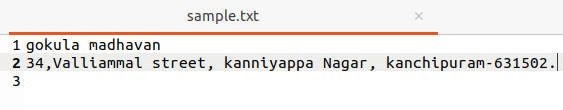 sample.txt ×
1 gokula madhavan
2 34,Valliammal street, kanniyappa Nagar, kanchipuram-631502.
3